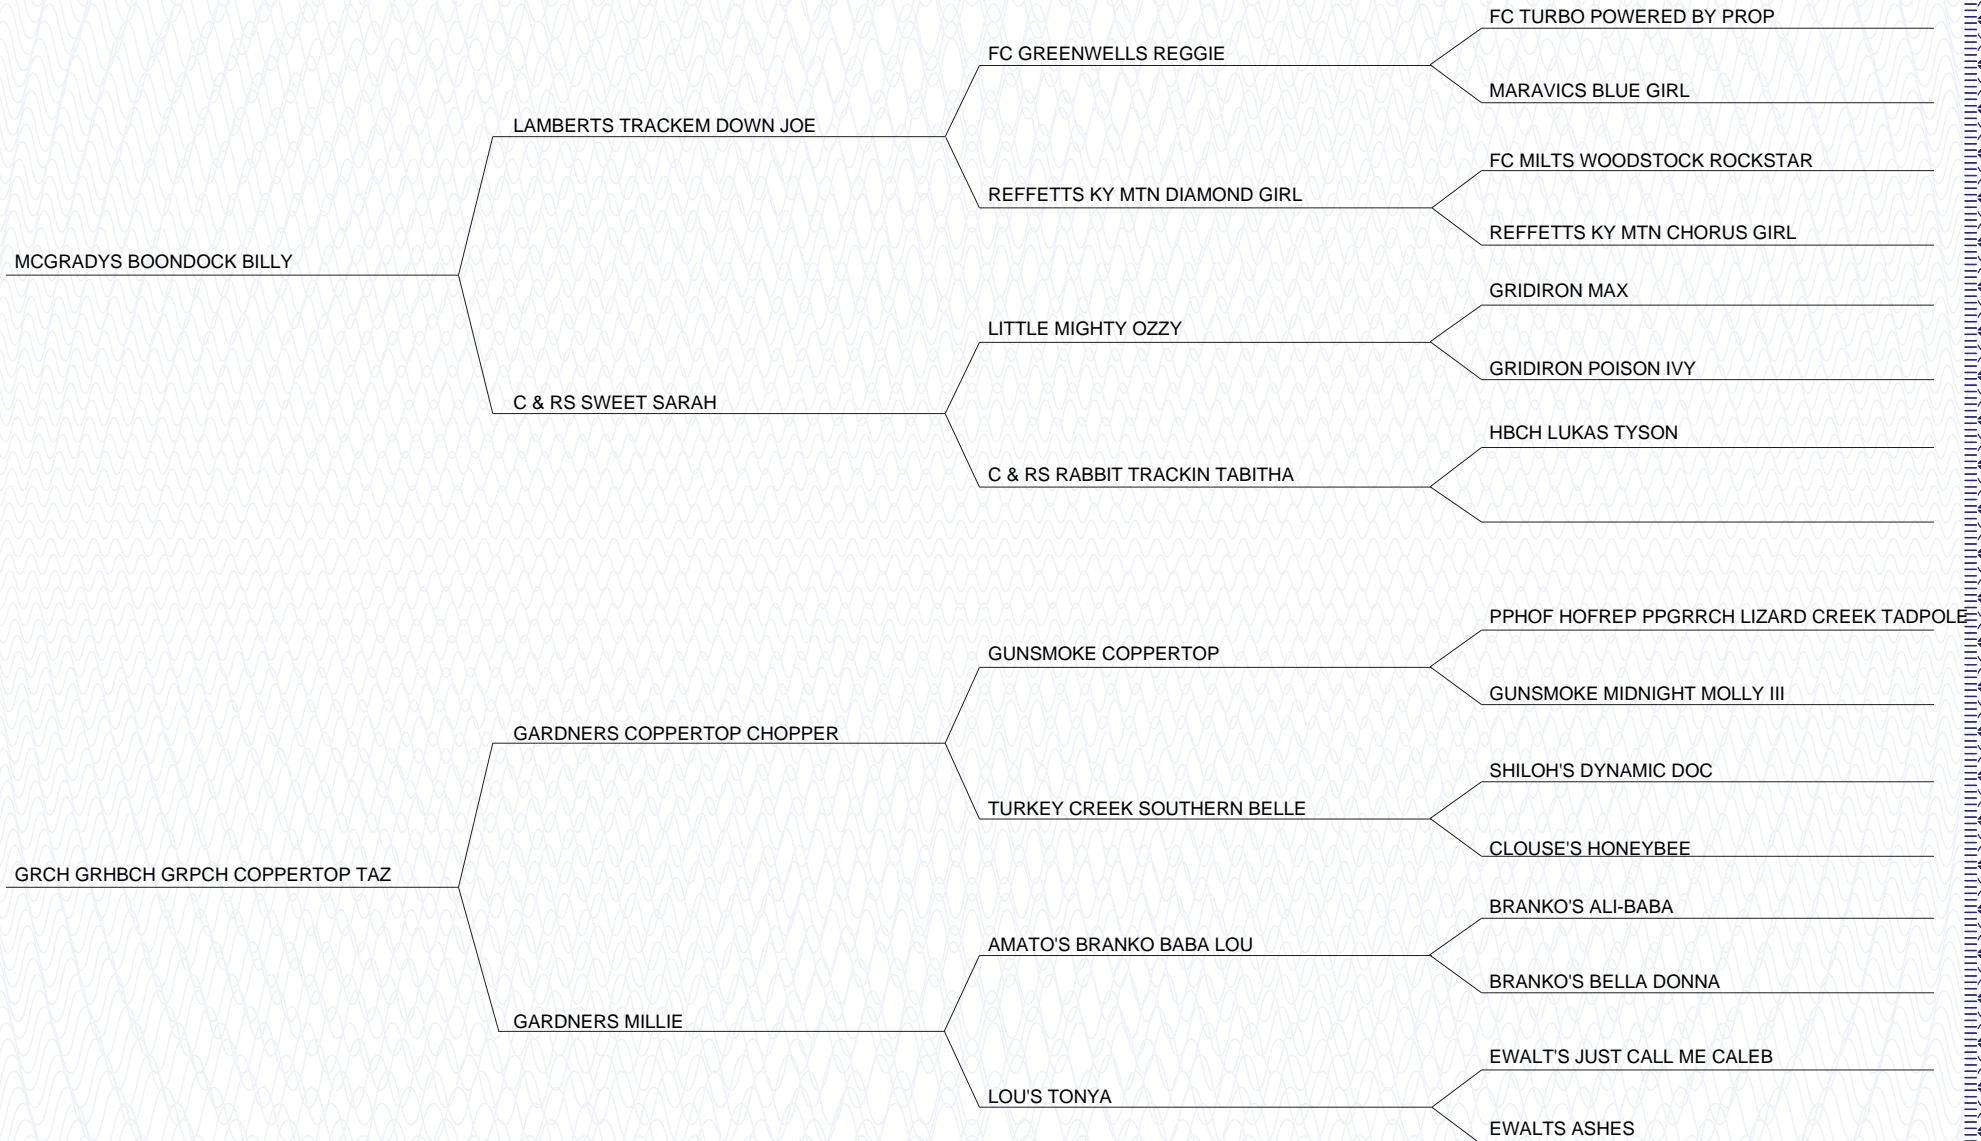 FC TURBO POWERED BY PROP
FC GREENWELLS REGGIE
MARAVICS BLUE GIRL
LAMBERTS TRACKEM DOWN JOE
FC MILTS WOODSTOCK ROCKSTAR
REFFETTS KY MTN DIAMOND GIRL
REFFETTS KY MTN CHORUS GIRL
MCGRADYS BOONDOCK BILLY
GRIDIRON MAX
LITTLE MIGHTY OZZY
GRIDIRON POISON IVY
C & RS SWEET SARAH
HBCH LUKAS TYSON
C & RS RABBIT TRACKIN TABITHA
PPHOF HOFREP PPGRRCH LIZARD CREEK TADPOLE
GUNSMOKE COPPERTOP
GUNSMOKE MIDNIGHT MOLLY III
GARDNERS COPPERTOP CHOPPER
SHILOH'S DYNAMIC DOC
TURKEY CREEK SOUTHERN BELLE
CLOUSE'S HONEYBEE
GRCH GRHBCH GRPCH COPPERTOP TAZ
BRANKO'S ALI-BABA
AMATO'S BRANKO BABA LOU
BRANKO'S BELLA DONNA
GARDNERS MILLIE
EWALT'S JUST CALL ME CALEB
LOU'S TONYA
EWALTS ASHES